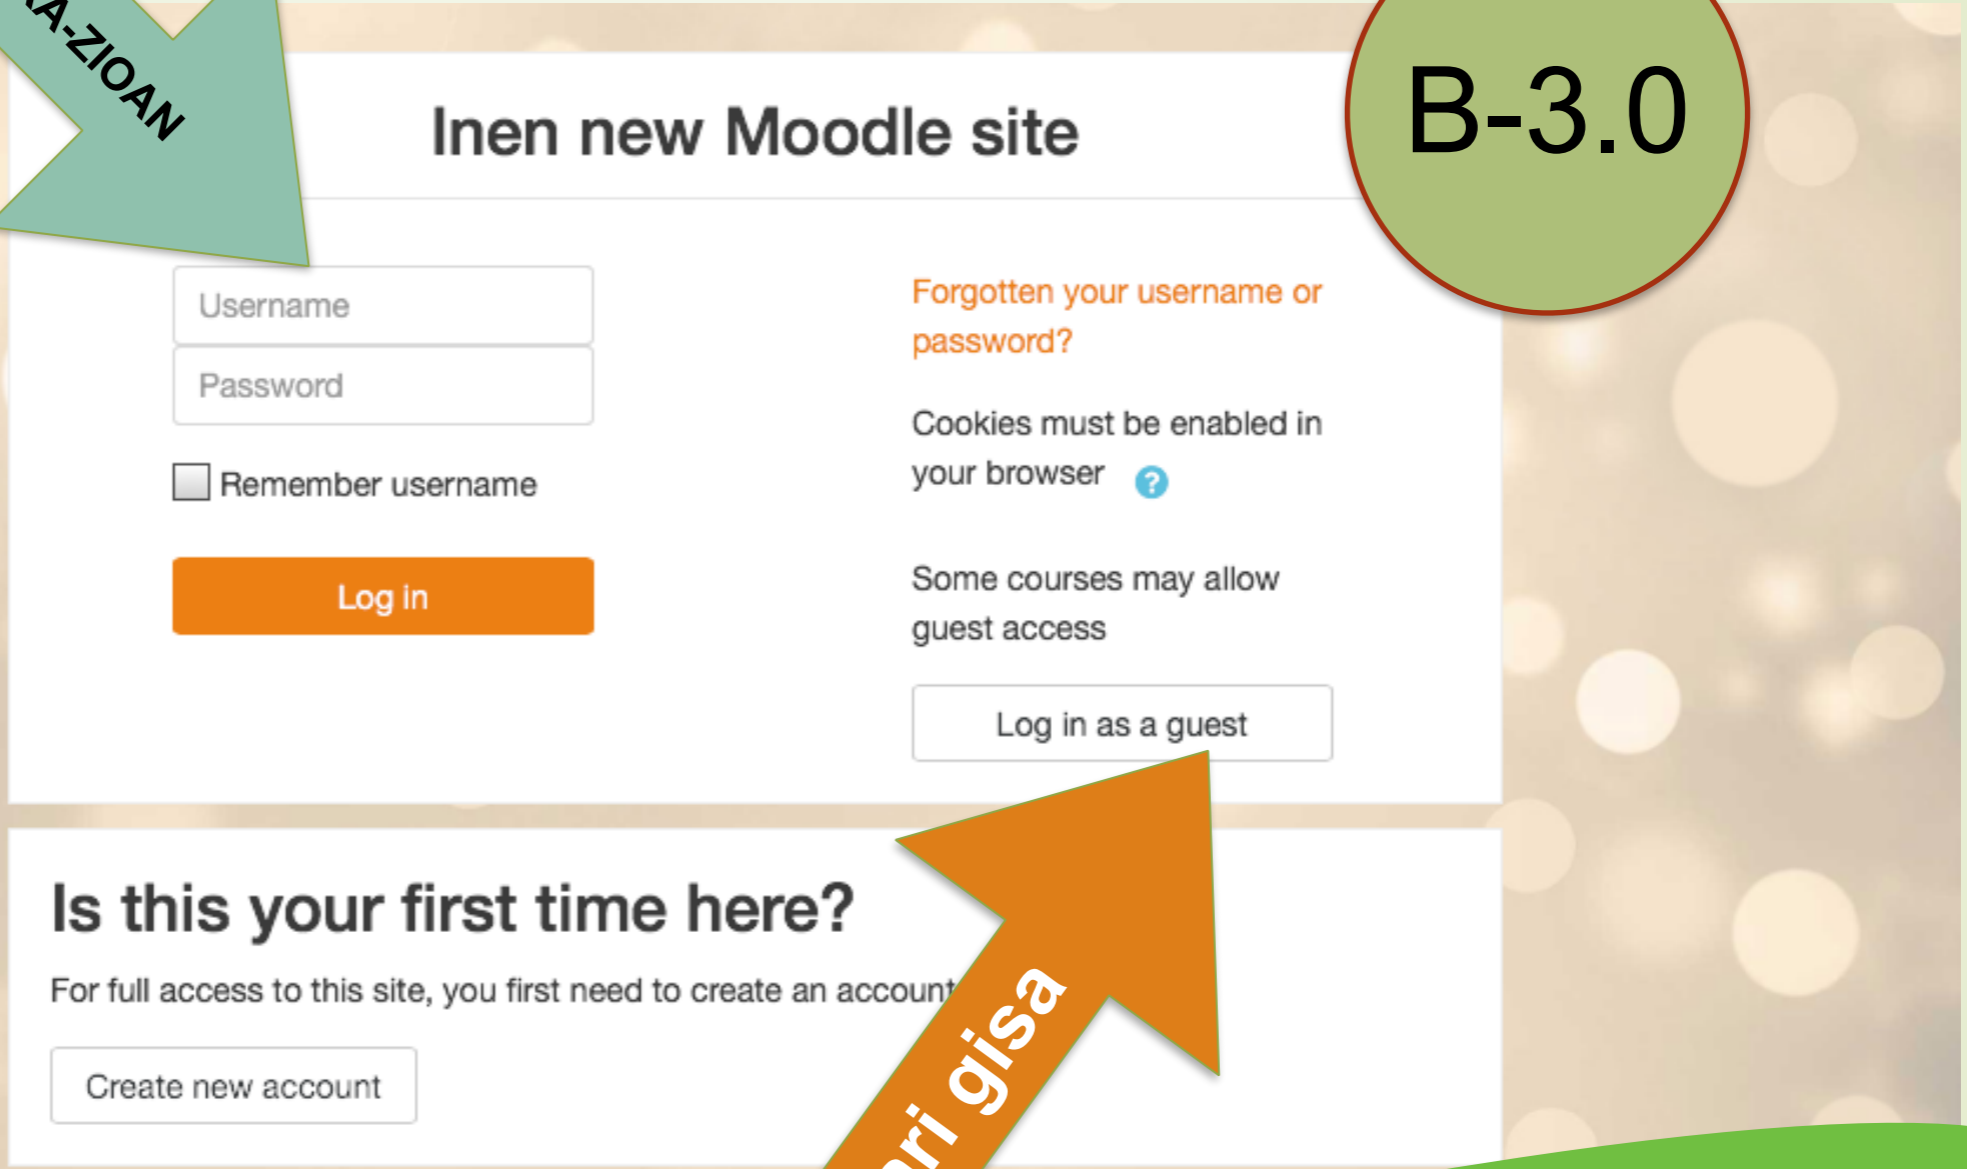 A-ZIOAN
B-3.0
Inen new Moodle site
Username
Password
Remember username
Log in
Forgotten your username or
password?
Cookies must be enabled in
your browser ?
Some courses may allow
guest access
Log in as a guest
Is this your first time here?
For full access to this site, you first need to create an account
Create new account
ari gisa